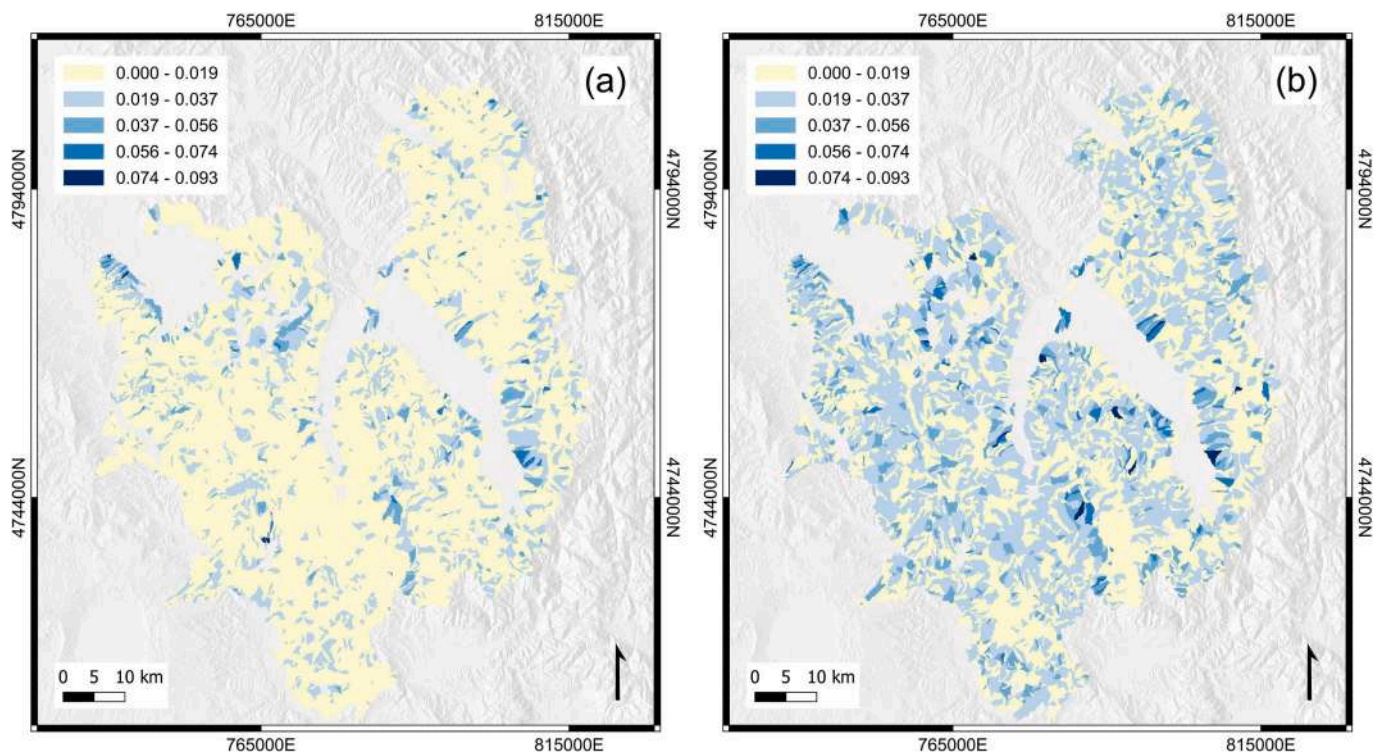 765000E 815000E
(a)
0.000 - 0.019
0.019 - 0.037
0.037 - 0.056
0.056 - 0.074
0.074 - 0.093
4794000N 4794000N
4744000N 4744000N
0 5 10 km
765000E 815000E
765000E 815000E
(b)
0.000 - 0.019
0.019 - 0.037
0.037 - 0.056
0.056 - 0.074
0.074 - 0.093
4794000N 4794000N
4744000N 4744000N
0 5 10 km
765000E 815000E